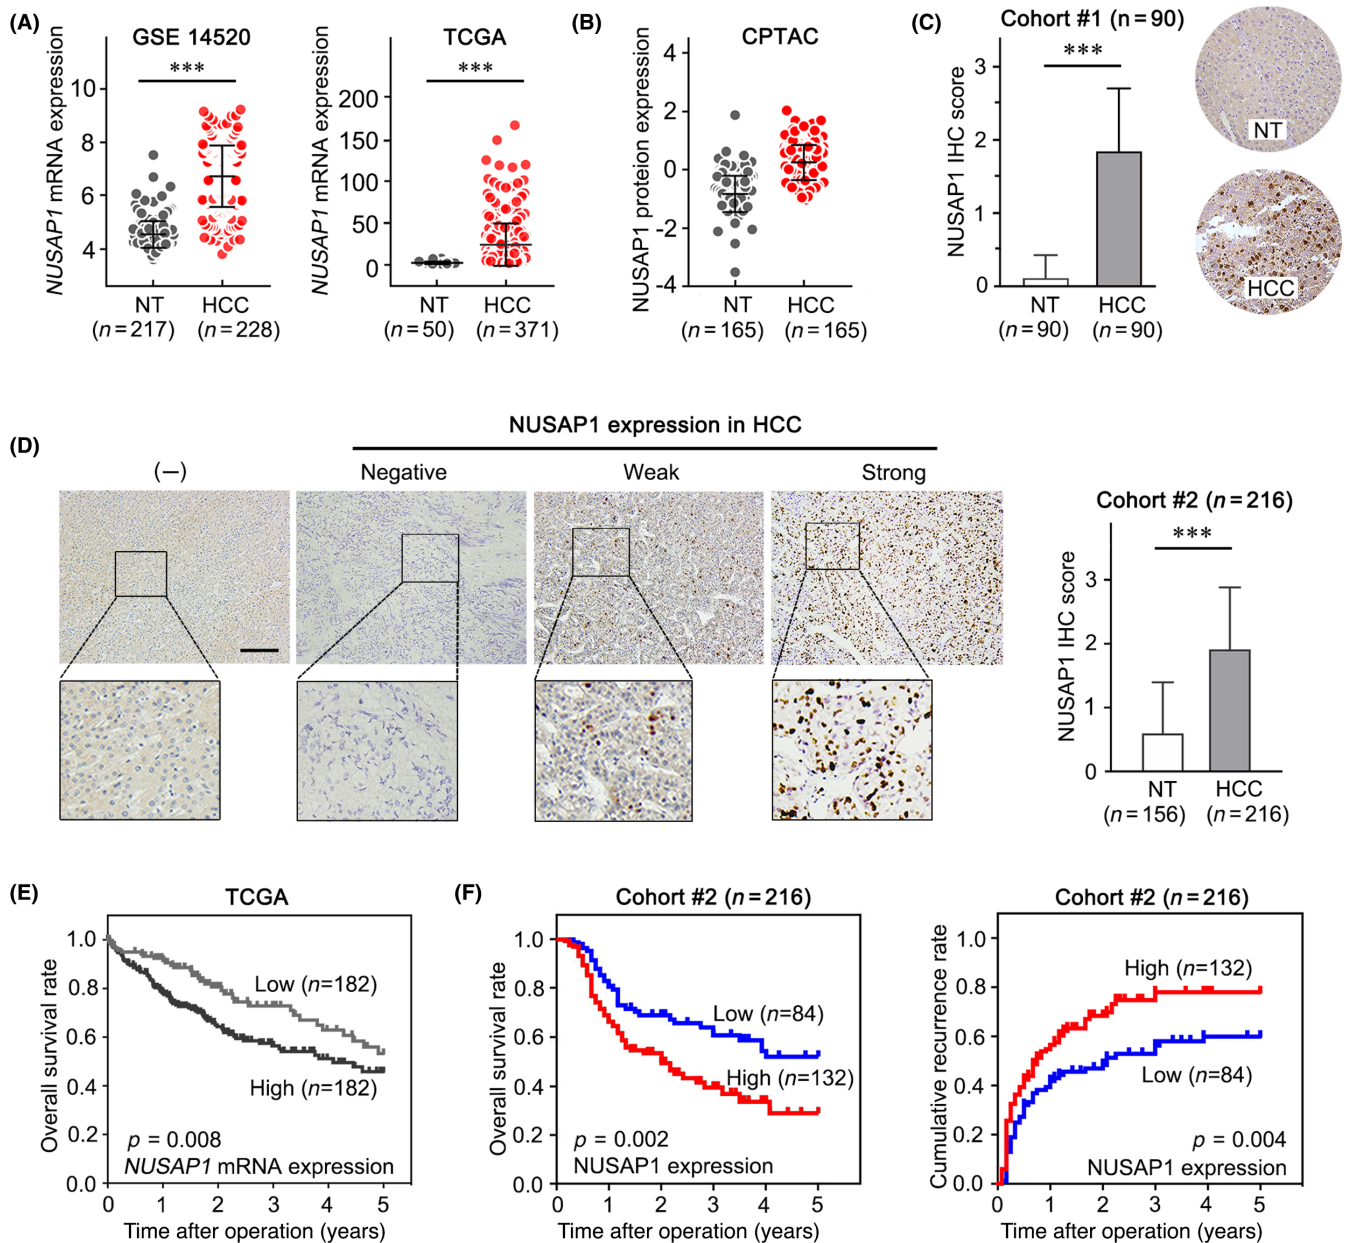 (A)
GSE 14520
***
NUSAP1 mRNA expression
10
8
6
4
NT
HCC
(n=217)
(n=228)
TCGA
***
NUSAP1 mRNA expression
200
150
100
50
0
NT
HCC
(n=50)
(n=371)
(B)
CPTAC
NUSAP1 protein expression
4
2
0
-2
-4
NT
HCC
(n=165)
(n=165)
(C)
Cohort #1 (n=90)
***
NUSAP1 IHC score
3
2
1
0
NT
HCC
(n=90)
(n=90)
NT
HCC
(D)
NUSAP1 expression in HCC
(—)
Negative
Weak
Strong
Cohort #2 (n=216)
***
NUSAP1 IHC score
3
2
1
0
NT
HCC
(n=156)
(n=216)
(E)
TCGA
Overall survival rate
1.0
0.8
0.6
0.4
0.2
0.0
Low (n=182)
High (n=182)
p = 0.008
NUSAP1 mRNA expression
0 1 2 3 4 5
Time after operation (years)
(F)
Cohort #2 (n=216)
Overall survival rate
1.0
0.8
0.6
0.4
0.2
0.0
Low (n=84)
High (n=132)
p = 0.002
NUSAP1 expression
0 1 2 3 4 5
Time after operation (years)
Cohort #2 (n=216)
Cumulative recurrence rate
1.0
0.8
0.6
0.4
0.2
0.0
High (n=132)
Low (n=84)
p = 0.004
NUSAP1 expression
0 1 2 3 4 5
Time after operation (years)